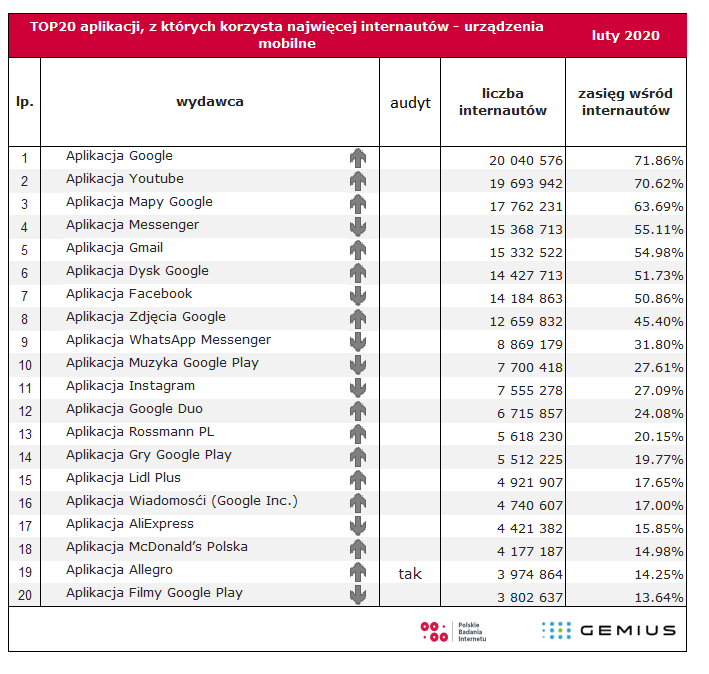 TOP20 aplikacji, z których korzysta najwięcej internautów - urządzenia
mobilne
luty 2020
lp.
wydawca
audyt
liczba
internautów
zasięg wśród
internautów
1 Aplikacja Google 20 040 576 71.86%
2 Aplikacja Youtube 19 693 942 70.62%
3 Aplikacja Mapy Google 17 762 231 63.69%
4 Aplikacja Messenger 15 368 713 55.11%
5 Aplikacja Gmail 15 332 522 54.98%
6 Aplikacja Dysk Google 14 427 713 51.73%
7 Aplikacja Facebook 14 184 863 50.86%
8 Aplikacja Zdjęcia Google 12 659 832 45.40%
9 Aplikacja WhatsApp Messenger 8 869 179 31.80%
10 Aplikacja Muzyka Google Play 7 700 418 27.61%
11 Aplikacja Instagram 7 555 278 27.09%
12 Aplikacja Google Duo 6 715 857 24.08%
13 Aplikacja Rossmann PL 5 618 230 20.15%
14 Aplikacja Gry Google Play 5 512 225 19.77%
15 Aplikacja Lidl Plus 4 921 907 17.65%
16 Aplikacja Wiadomosći (Google Inc.) 4 740 607 17.00%
17 Aplikacja AliExpress 4 421 382 15.85%
18 Aplikacja McDonald’s Polska 4 177 187 14.98%
19 Aplikacja Allegro tak 3 974 864 14.25%
20 Aplikacja Filmy Google Play 3 802 637 13.64%
Polskie
Badania
Internetu
GEMIUS